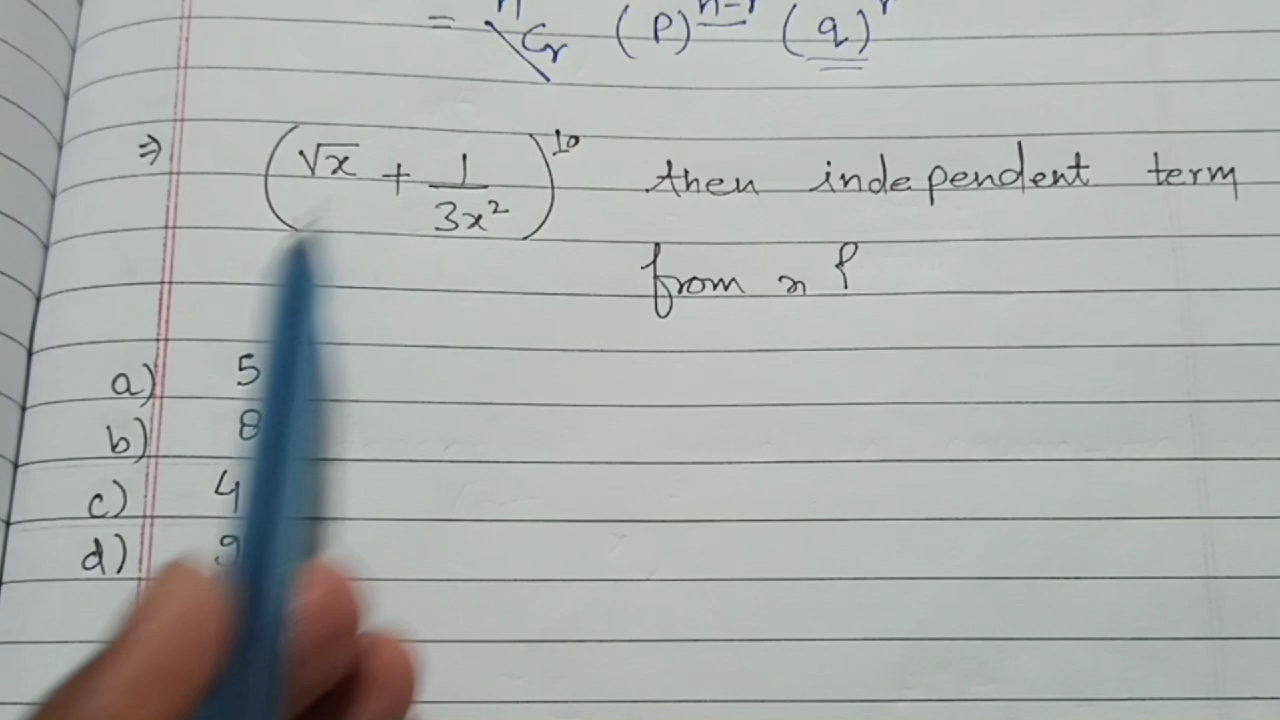 = ⁿCᵣ (P)ⁿ⁻ʳ (q)ʳ
⇒ (√x + 1/3x²)¹⁰ then independent term
from x ?
a) 5
b) 8
c) 4
d) 9